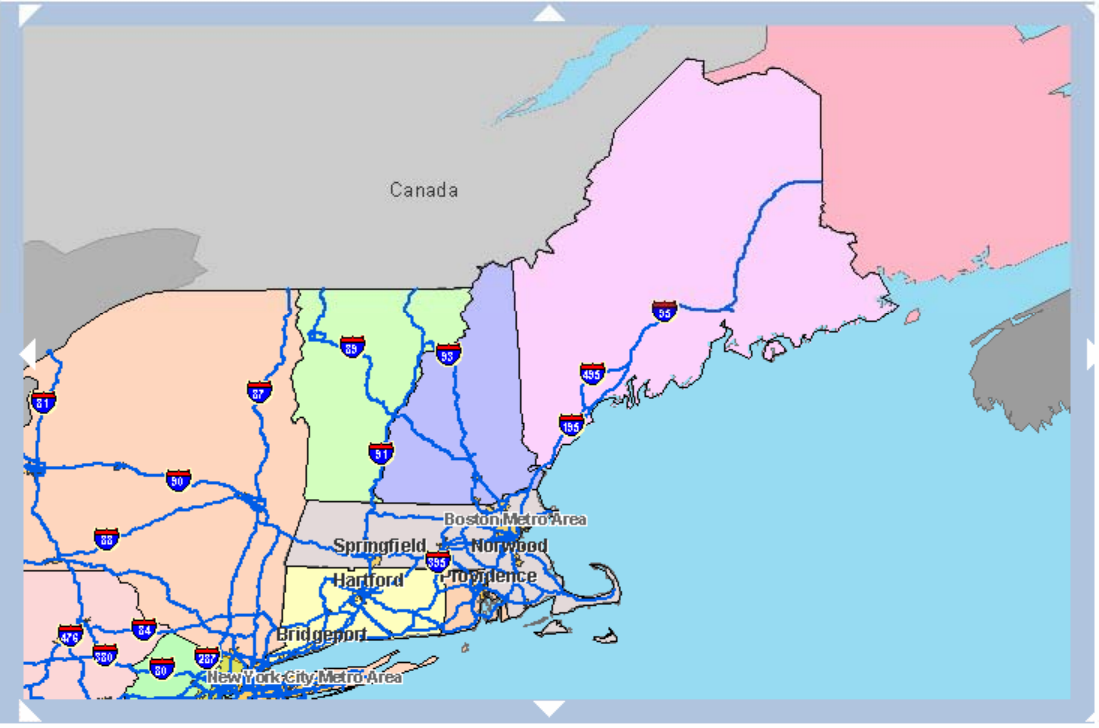 Canada
95
89
93
495
87
81
195
91
90
Boston Metro Area
88
Springfield
Norwood
395
Providence
Hartford
84
476
Bridgeport
380
287
80
New York City Metro Area